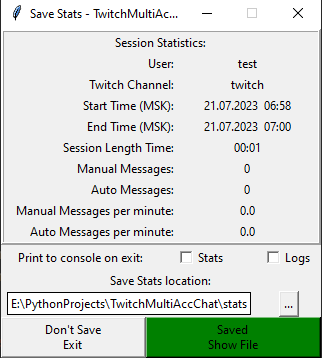 Save Stats - TwitchMultiAc...
Session Statistics:
User: test
Twitch Channel: twitch
Start Time (MSK): 21.07.2023 06:58
End Time (MSK): 21.07.2023 07:00
Session Length Time: 00:01
Manual Messages: 0
Auto Messages: 0
Manual Messages per minute: 0.0
Auto Messages per minute: 0.0
Print to console on exit: Stats Logs
Save Stats location:
E:\PythonProjects\TwitchMultiAccChat\stats ...
Don't Save Saved
Exit Show File